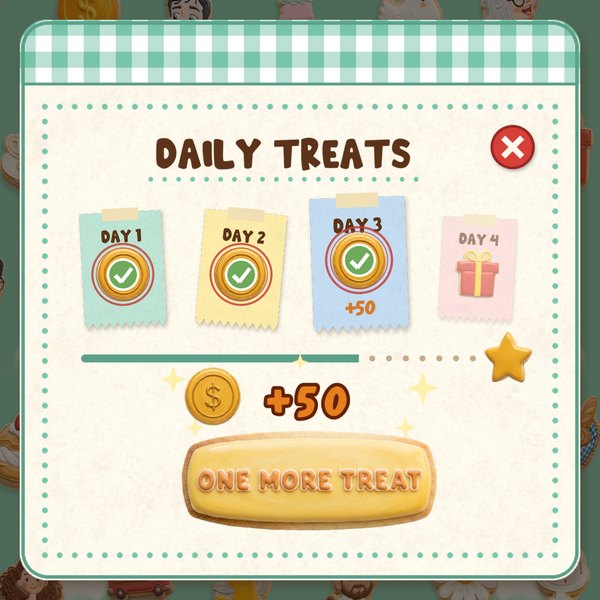 DAILY TREATS
DAY 1
DAY 2
DAY 3
DAY 4
+50
$ +50
ONE MORE TREAT